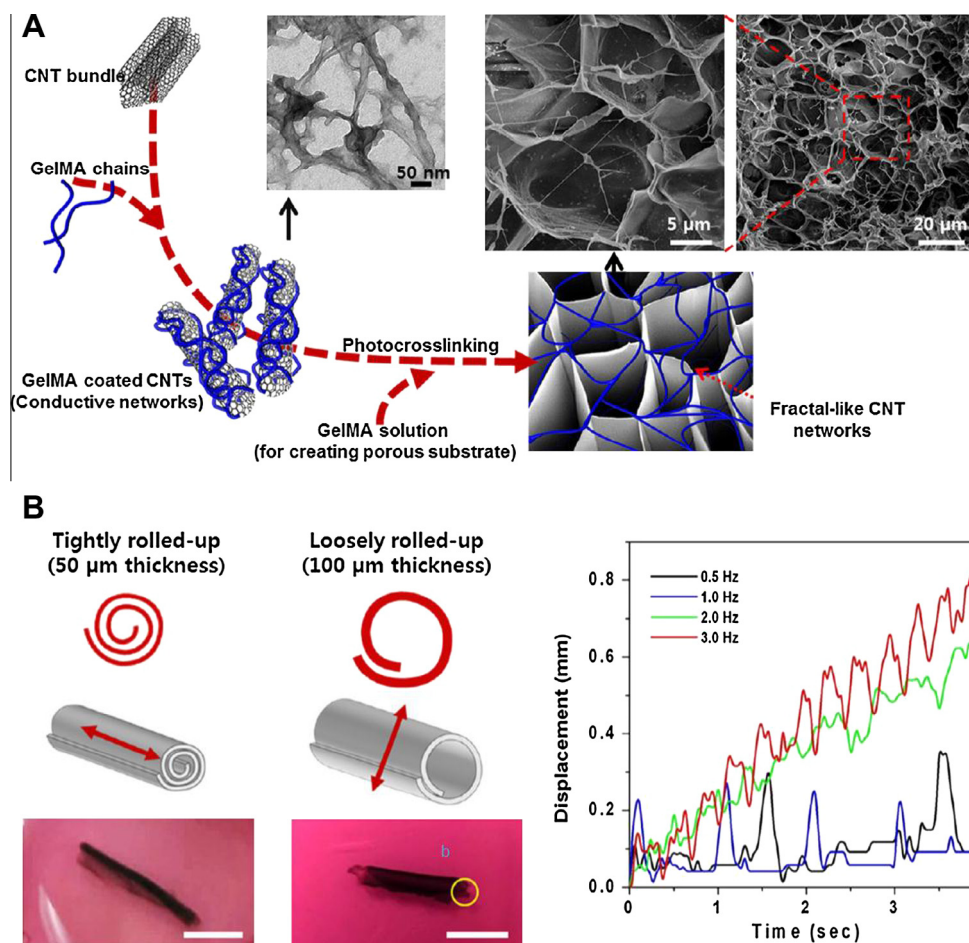 A
CNT bundle
GelMA chains
50 nm
5 μm
20 μm
GelMA coated CNTs
(Conductive networks)
Photocrosslinking
GelMA solution
(for creating porous substrate)
Fractal-like CNT
networks
B
Tightly rolled-up
(50 μm thickness)
Loosely rolled-up
(100 μm thickness)
b
0.5 Hz
1.0 Hz
2.0 Hz
3.0 Hz
Displacement (mm)
0.8
0.6
0.4
0.2
0.0
0
1
2
3
Time (sec)